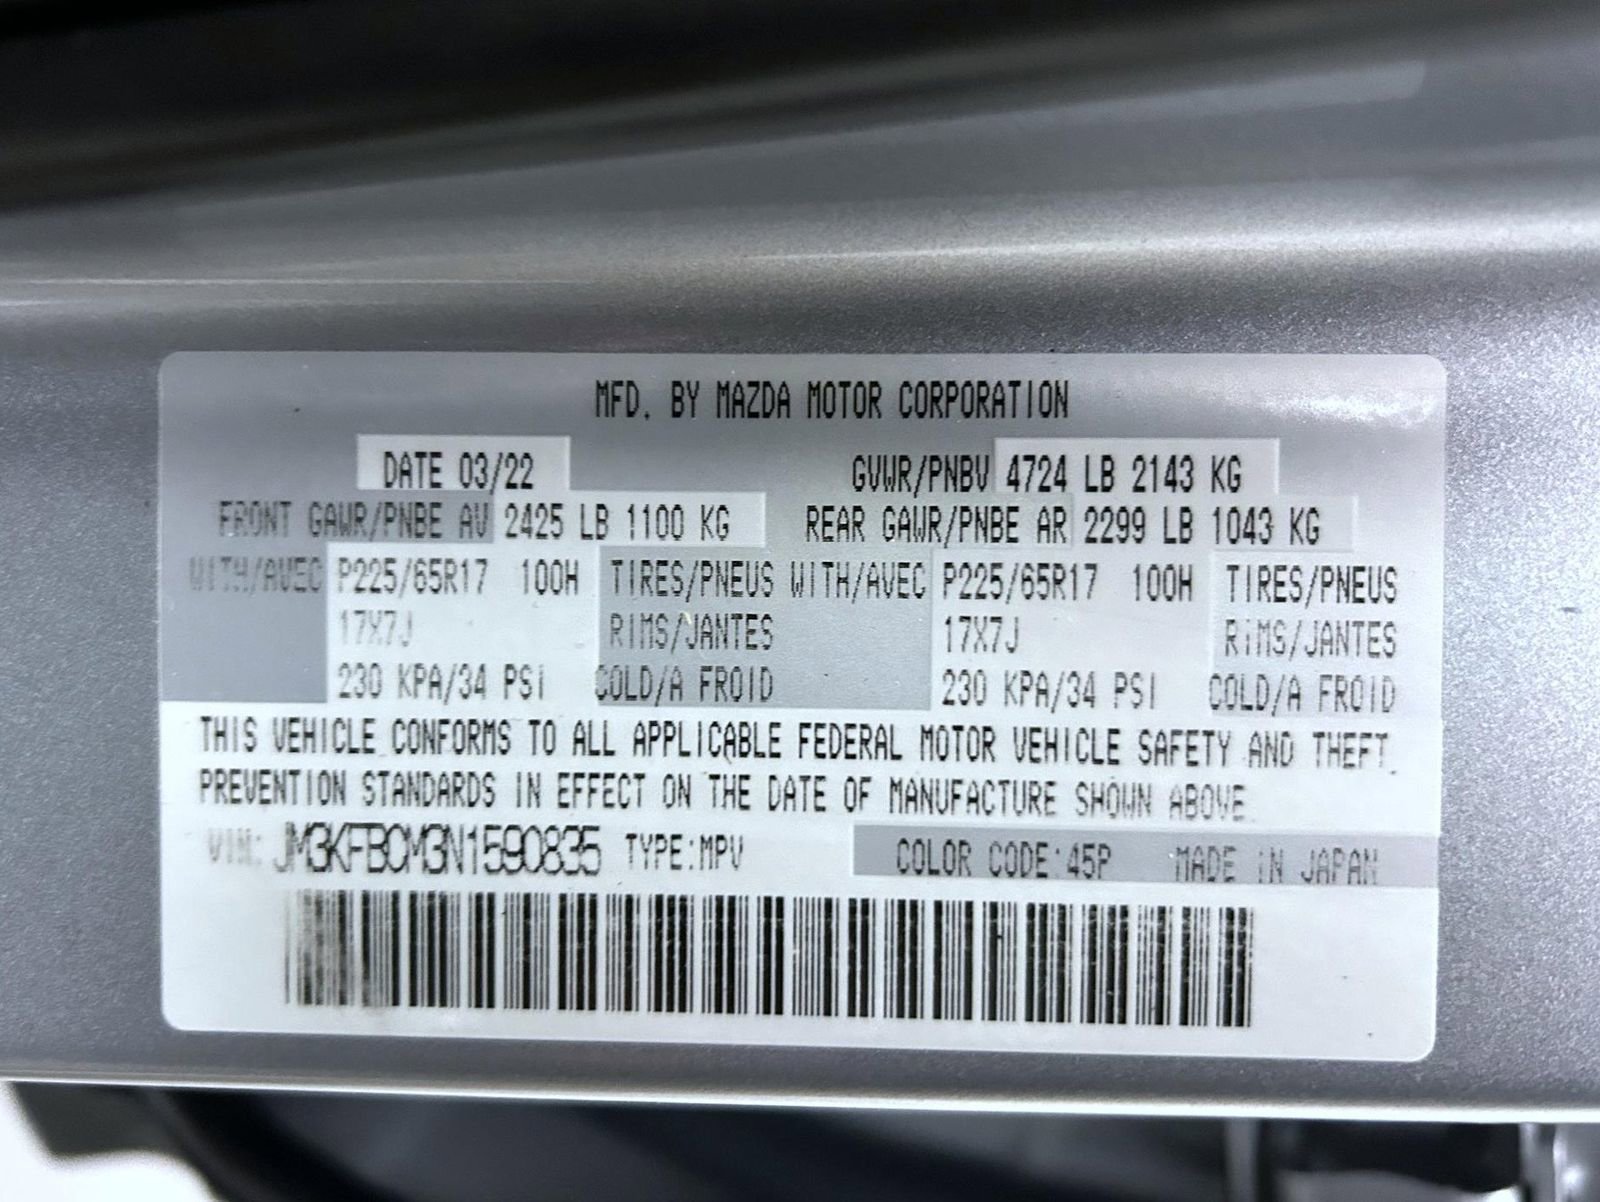 MFD. BY MAZDA MOTOR CORPORATION
DATE 03/22 GVWR/PNBV 4724 LB 2143 KG
FRONT GAWR/PNBE AV 2425 LB 1100 KG REAR GAWR/PNBE AR 2299 LB 1043 KG
WITH/AVEC P225/65R17 100H TIRES/PNEUS WITH/AVEC P225/65R17 100H TIRES/PNEUS
17X7J RIMS/JANTES 17X7J RIMS/JANTES
230 KPA/34 PSI COLD/A FROID 230 KPA/34 PSI COLD/A FROID
THIS VEHICLE CONFORMS TO ALL APPLICABLE FEDERAL MOTOR VEHICLE SAFETY AND THEFT
PREVENTION STANDARDS IN EFFECT ON THE DATE OF MANUFACTURE SHOWN ABOVE.
VIN: JM3KFBCM3N1590835 TYPE:MPV COLOR CODE:45P MADE IN JAPAN